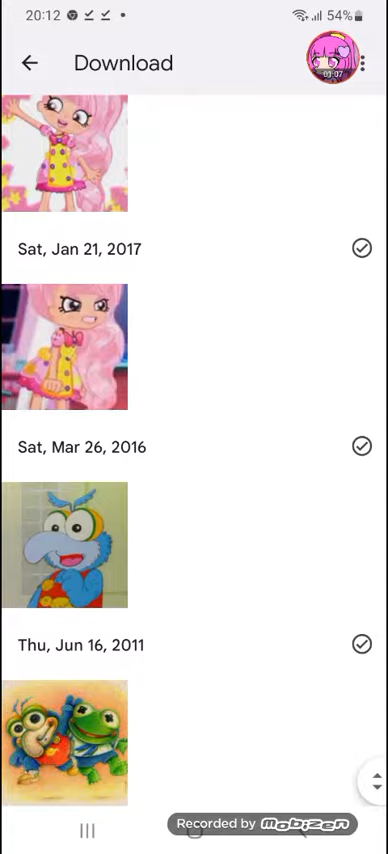 20:12 54%
Download
01:07
Sat, Jan 21, 2017
Sat, Mar 26, 2016
Thu, Jun 16, 2011
Recorded by mobizen